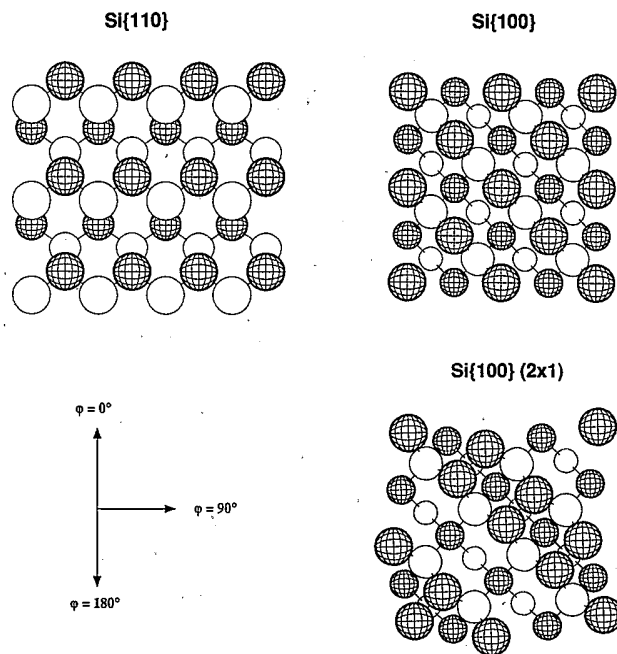 Si{110}
Si{100}
Si{100} (2x1)
φ = 0°
φ = 90°
φ = 180°